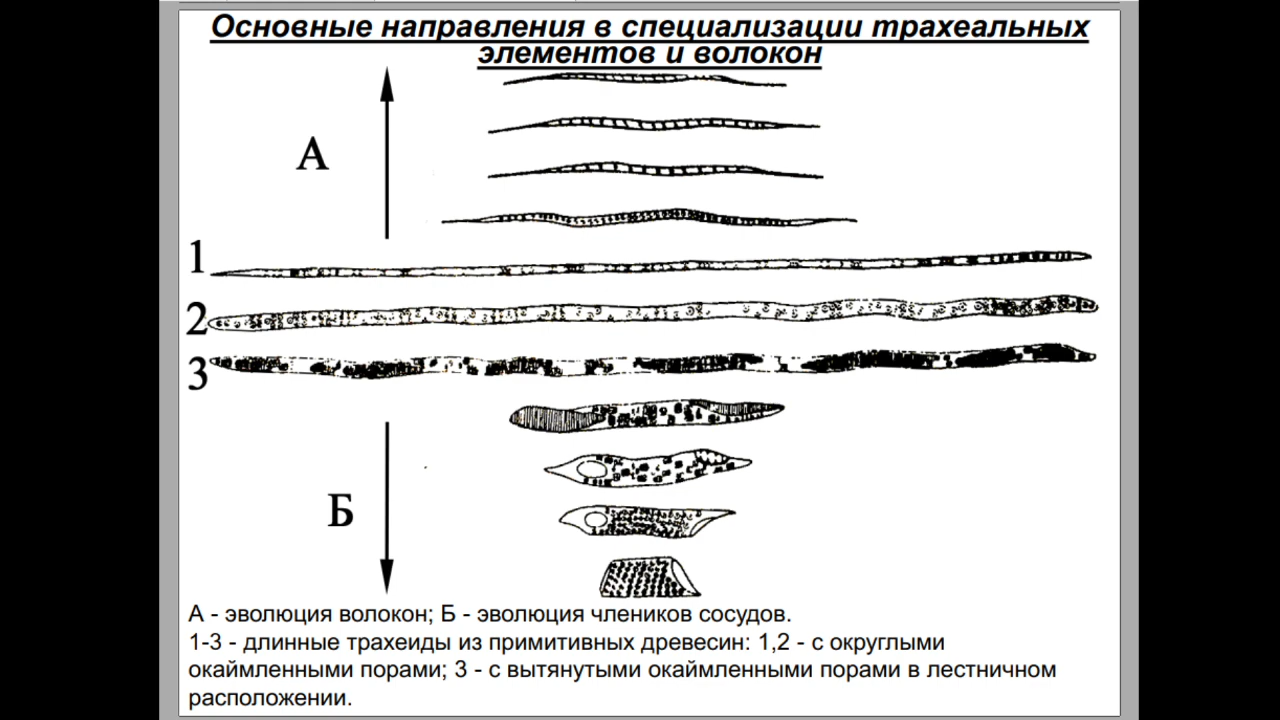 Основные направления в специализации трахеальных
элементов и волокон
А
1
2
3
Б
А - эволюция волокон; Б - эволюция члеников сосудов.
1-3 - длинные трахеиды из примитивных древесин: 1,2 - с округлыми
окаймленными порами; 3 - с вытянутыми окаймленными порами в лестничном
расположении.